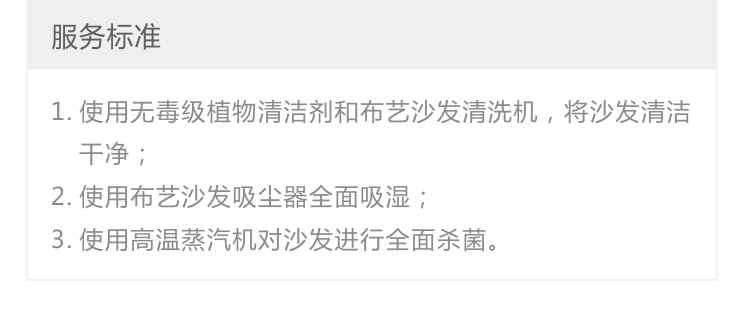 服务标准
1. 使用无毒级植物清洁剂和布艺沙发清洗机，将沙发清洁
干净；
2. 使用布艺沙发吸尘器全面吸湿；
3. 使用高温蒸汽机对沙发进行全面杀菌。